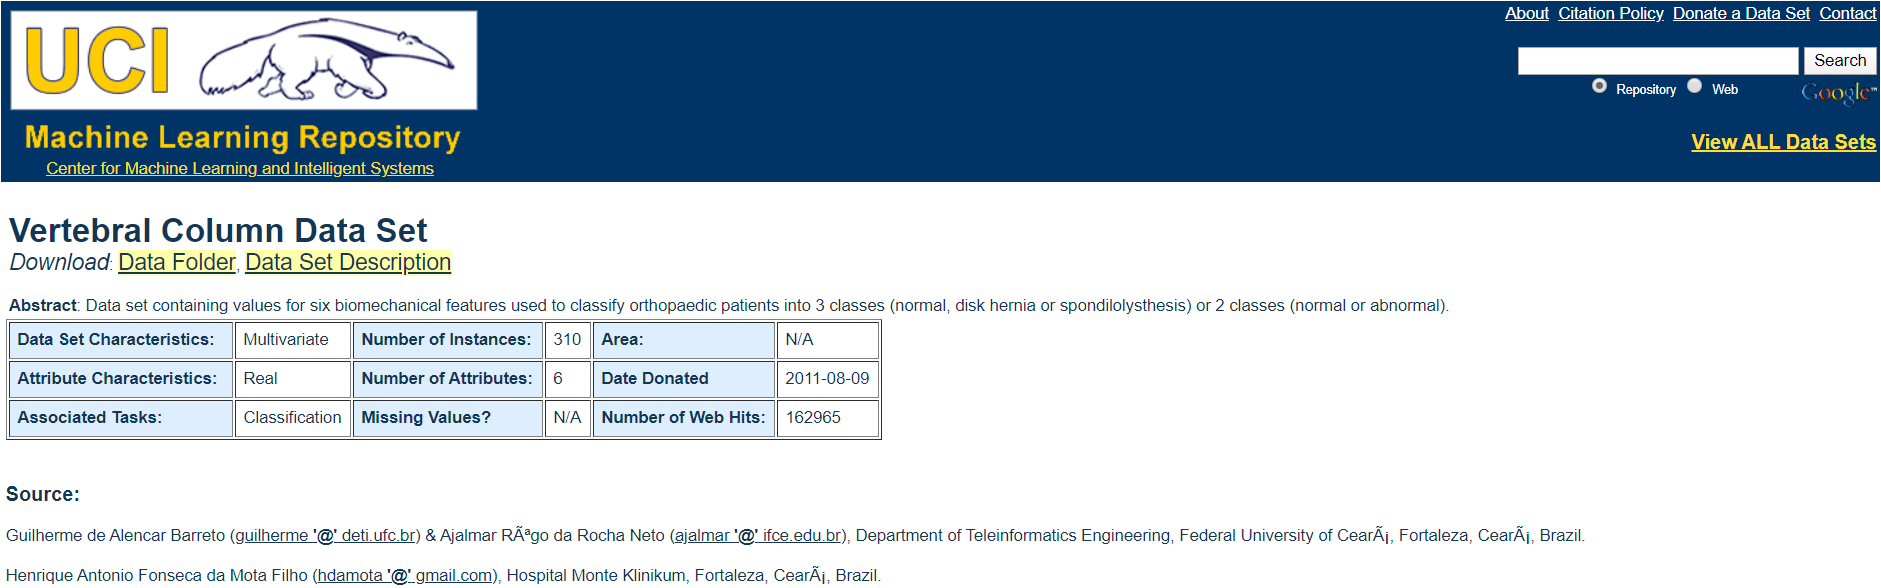 About Citation Policy Donate a Data Set Contact
UCI
Search
Repository Web Google™
Machine Learning Repository
View ALL Data Sets
Center for Machine Learning and Intelligent Systems
Vertebral Column Data Set
Download: Data Folder, Data Set Description
Abstract: Data set containing values for six biomechanical features used to classify orthopaedic patients into 3 classes (normal, disk hernia or spondilolysthesis) or 2 classes (normal or abnormal).
Data Set Characteristics: Multivariate Number of Instances: 310 Area: N/A
Attribute Characteristics: Real Number of Attributes: 6 Date Donated 2011-08-09
Associated Tasks: Classification Missing Values? N/A Number of Web Hits: 162965
Source:
Guilherme de Alencar Barreto (guilherme '@' deti.ufc.br) & Ajalmar RÃªgo da Rocha Neto (ajalmar '@' ifce.edu.br), Department of Teleinformatics Engineering, Federal University of CearÃ¡, Fortaleza, CearÃ¡, Brazil.
Henrique Antonio Fonseca da Mota Filho (hdamota '@' gmail.com), Hospital Monte Klinikum, Fortaleza, CearÃ¡, Brazil.